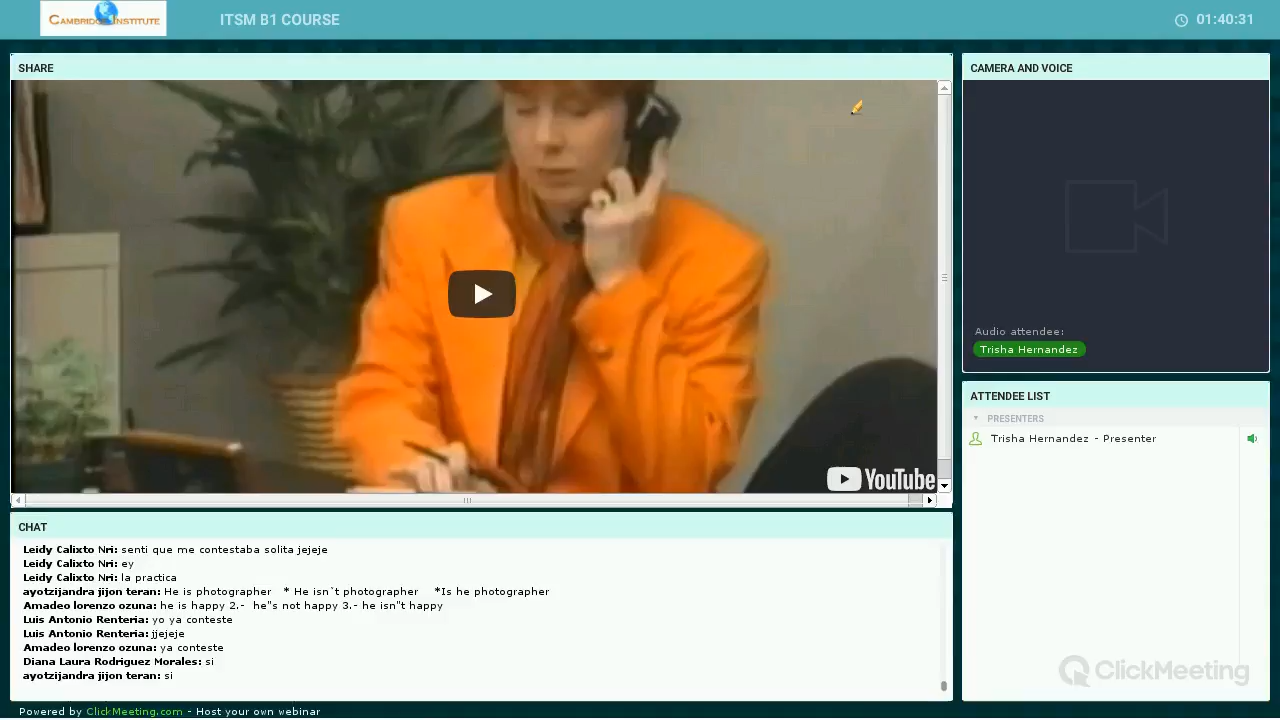 CAMBRIDGE INSTITUTE
ITSM B1 COURSE
01:40:31
SHARE
YouTube
CAMERA AND VOICE
Audio attendee:
Trisha Hernandez
ATTENDEE LIST
PRESENTERS
Trisha Hernandez - Presenter
ClickMeeting
CHAT
Leidy Calixto Nri: senti que me contestaba solita jejeje
Leidy Calixto Nri: ey
Leidy Calixto Nri: la practica
ayotzijandra jijon teran: He is photographer * He isn`t photographer *Is he photographer
Amadeo lorenzo ozuna: he is happy 2.- he"s not happy 3.- he isn"t happy
Luis Antonio Renteria: yo ya conteste
Luis Antonio Renteria: jjejeje
Amadeo lorenzo ozuna: ya conteste
Diana Laura Rodriguez Morales: si
ayotzijandra jijon teran: si
Powered by ClickMeeting.com - Host your own webinar